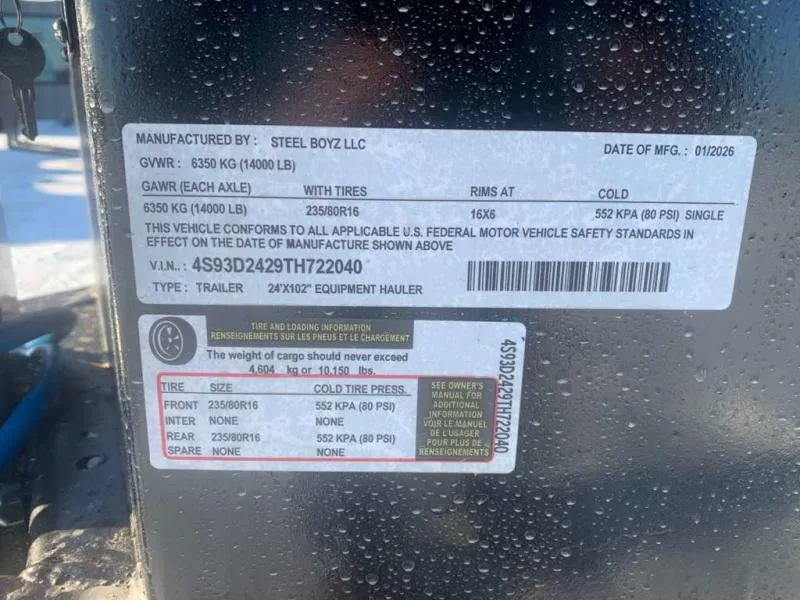 MANUFACTURED BY : STEEL BOYZ LLC DATE OF MFG. : 01/2026
GVWR : 6350 KG (14000 LB)
GAWR (EACH AXLE) WITH TIRES RIMS AT COLD
6350 KG (14000 LB) 235/80R16 16X6 552 KPA (80 PSI) SINGLE
THIS VEHICLE CONFORMS TO ALL APPLICABLE U.S. FEDERAL MOTOR VEHICLE SAFETY STANDARDS IN
EFFECT ON THE DATE OF MANUFACTURE SHOWN ABOVE
V.I.N.. : 4S93D2429TH722040
TYPE : TRAILER 24'X102" EQUIPMENT HAULER
TIRE AND LOADING INFORMATION
RENSEIGNEMENTS SUR LES PNEUS ET LE CHARGEMENT
The weight of cargo should never exceed
4,604 kg or 10,150 lbs.
TIRE SIZE COLD TIRE PRESS.
FRONT 235/80R16 552 KPA (80 PSI)
INTER NONE NONE
REAR 235/80R16 552 KPA (80 PSI)
SPARE NONE NONE
SEE OWNER'S
MANUAL FOR
ADDITIONAL
INFORMATION
VOIR LE MANUEL
DE L'USAGER
POUR PLUS DE
RENSEIGNEMENTS
4S93D2429TH722040